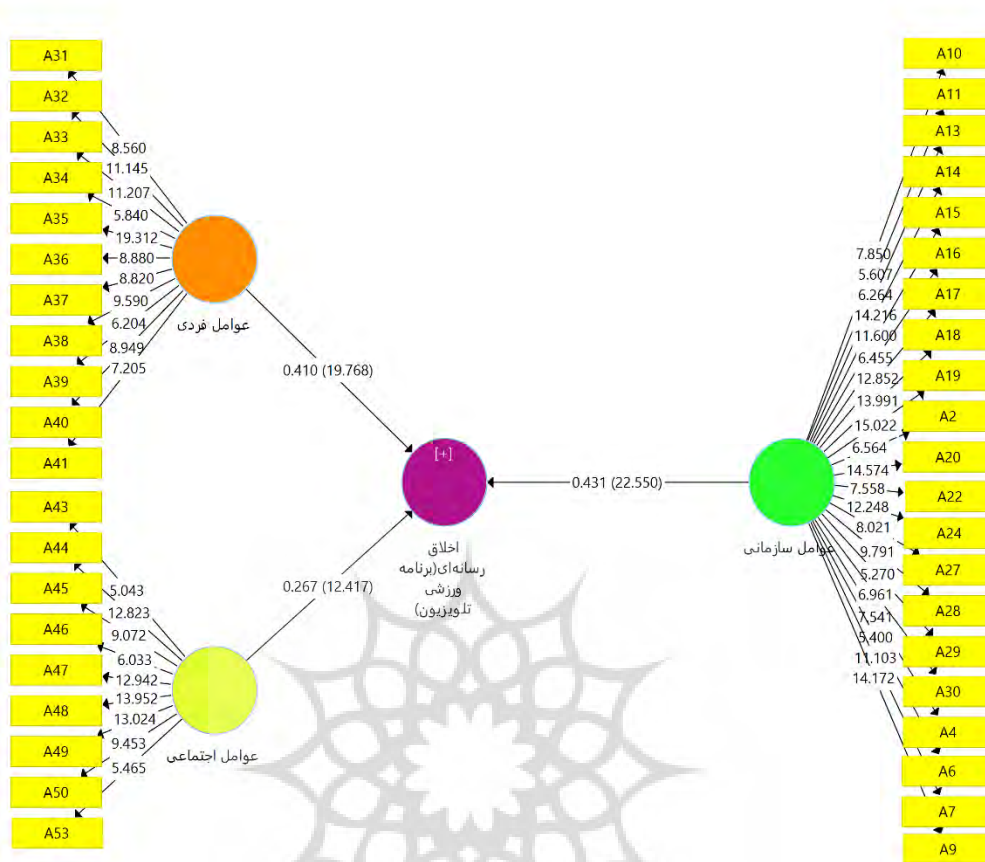 A31
A32
A33
A34
A35
A36
A37
A38
A39
A40
A41
8.560
11.145
11.207
5.840
19.312
8.880
8.820
9.590
6.204
8.949
7.205
عوامل فردی
0.410 (19.768)
A43
A44
A45
A46
A47
A48
A49
A50
A53
5.043
12.823
9.072
6.033
12.942
13.952
13.024
9.453
5.465
عوامل اجتماعی
0.267 (12.417)
[+]
اخلاق
رسانه‌ای(برنامه
ورزشی
تلویزیون)
0.431 (22.550)
عوامل سازمانی
7.850
5.607
6.264
14.216
11.600
6.455
12.852
13.991
15.022
6.564
14.574
7.558
12.248
8.021
9.791
5.270
6.961
7.541
5.400
11.103
14.172
A10
A11
A13
A14
A15
A16
A17
A18
A19
A2
A20
A22
A24
A27
A28
A29
A30
A4
A6
A7
A9